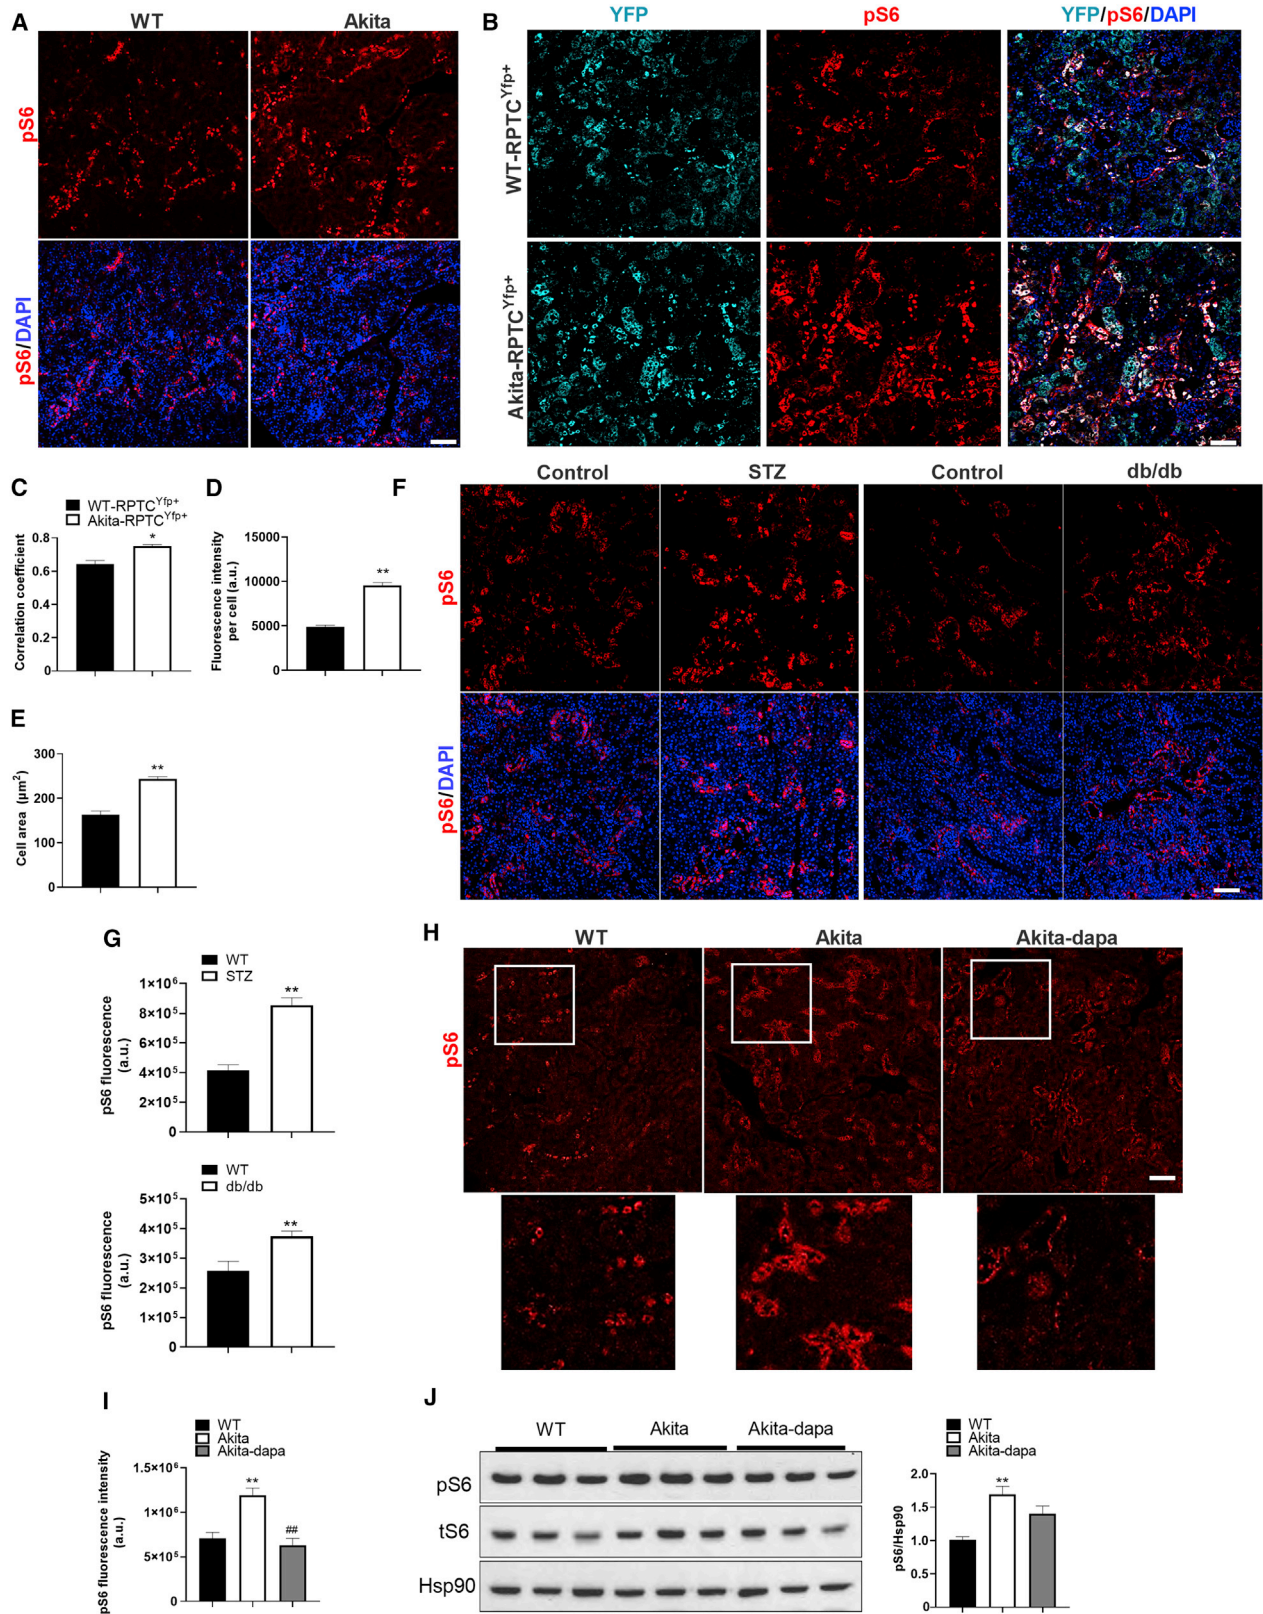 A
WT
Akita
pS6
pS6/DAPI
B
YFP
pS6
YFP/pS6/DAPI
WT-RPTC^Yfp+
Akita-RPTC^Yfp+
C
WT-RPTC^Yfp+
Akita-RPTC^Yfp+
Correlation coefficient
0.8
0.6
0.4
0.2
0
*
D
Fluorescence intensity
per cell (a.u.)
15000
10000
5000
0
**
E
Cell area (µm²)
300
200
100
0
**
F
Control
STZ
Control
db/db
pS6
pS6/DAPI
G
WT
STZ
pS6 fluorescence
(a.u.)
1×10⁶
8×10⁵
6×10⁵
4×10⁵
2×10⁵
0
**
WT
db/db
pS6 fluorescence
(a.u.)
5×10⁵
4×10⁵
3×10⁵
2×10⁵
1×10⁵
0
**
H
WT
Akita
Akita-dapa
pS6
I
WT
Akita
Akita-dapa
pS6 fluorescence intensity
(a.u.)
1.5×10⁶
1×10⁶
5×10⁵
0
**
##
J
WT
Akita
Akita-dapa
pS6
tS6
Hsp90
WT
Akita
Akita-dapa
pS6/Hsp90
2.0
1.5
1.0
0.5
0
**